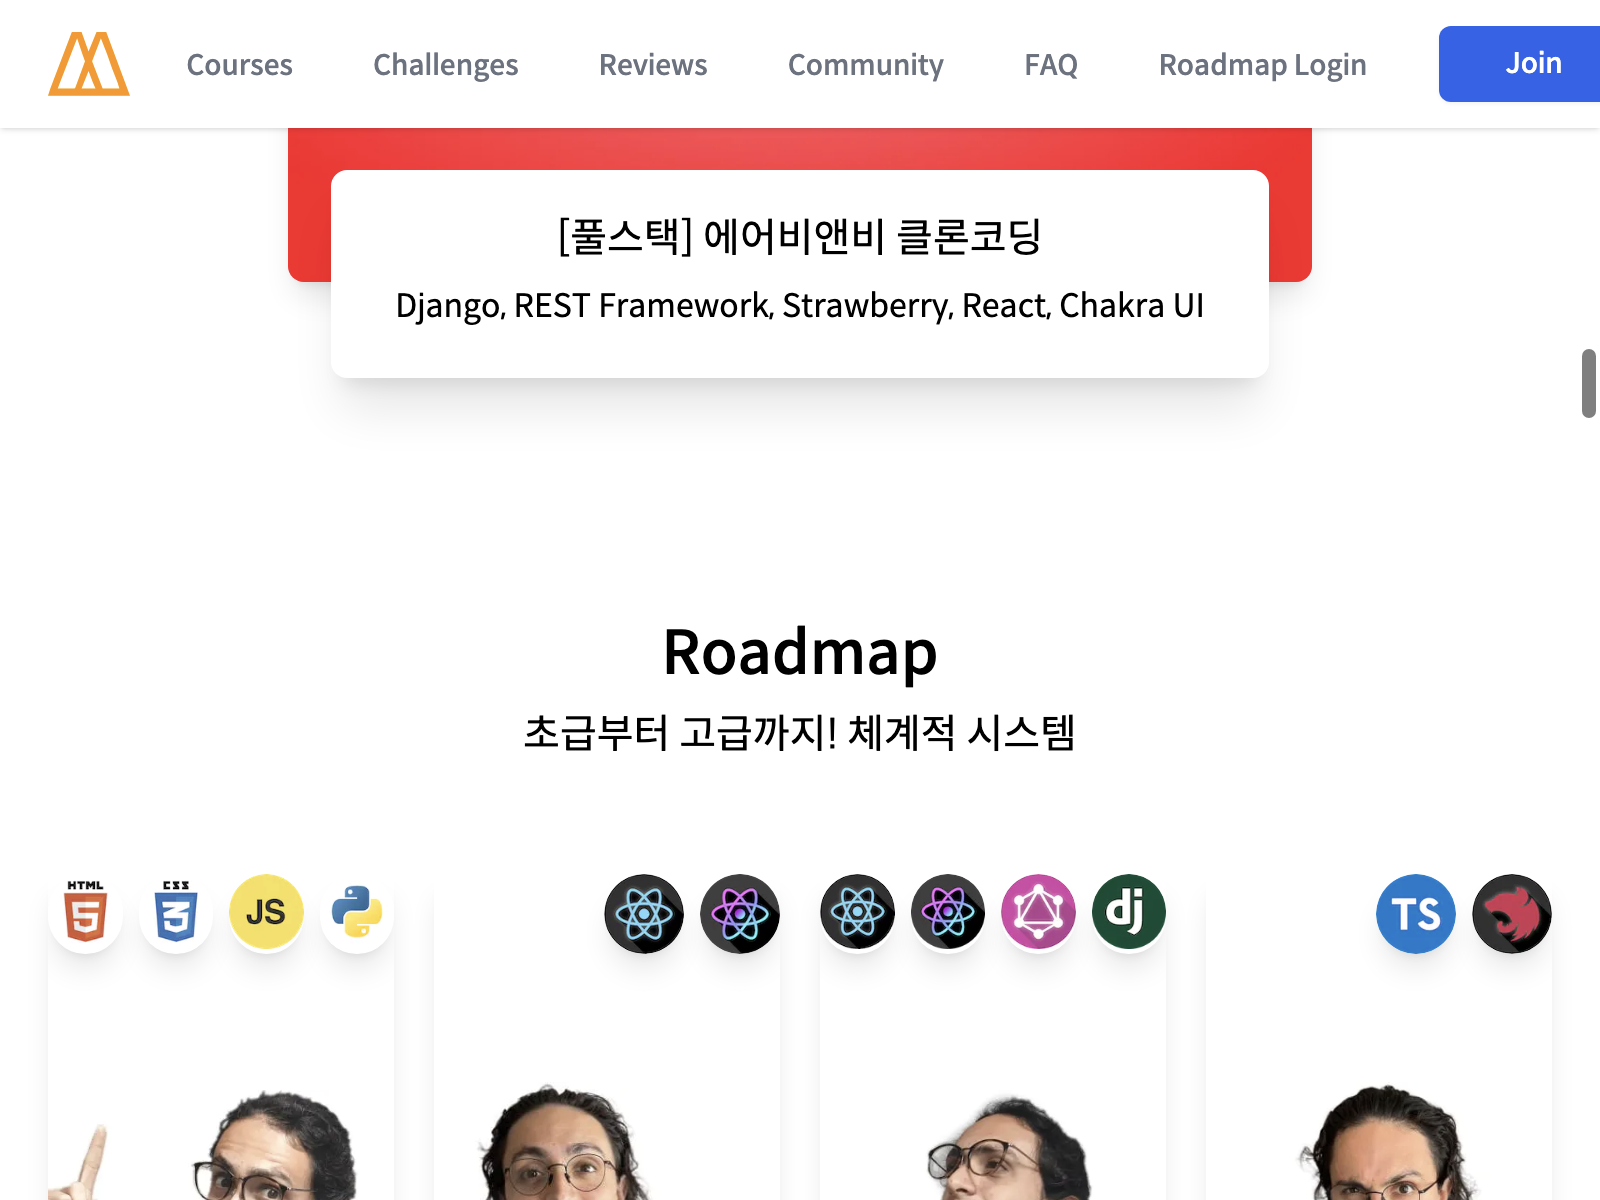 Courses Challenges Reviews Community FAQ Roadmap Login Join
[풀스택] 에어비앤비 클론코딩
Django, REST Framework, Strawberry, React, Chakra UI
Roadmap
초급부터 고급까지! 체계적 시스템
HTML 5 CSS 3 JS dj TS